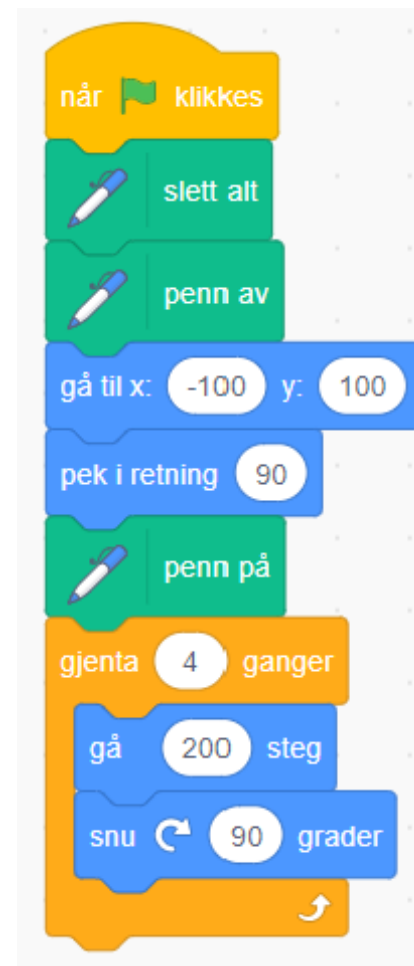 når klikkes
slett alt
penn av
gå til x: -100 y: 100
pek i retning 90
penn på
gjenta 4 ganger
gå 200 steg
snu 90 grader